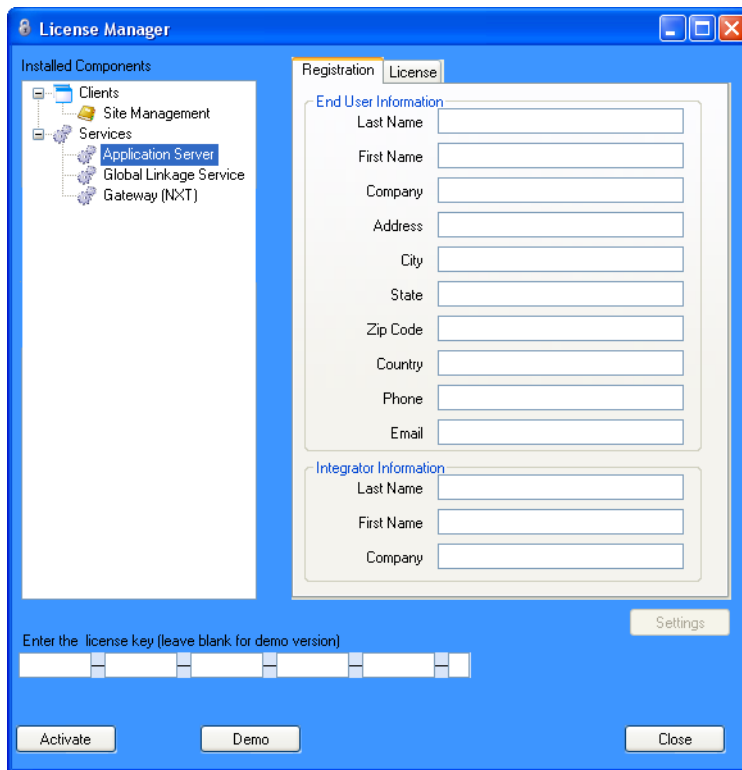 License Manager
Installed Components
Clients
Site Management
Services
Application Server
Global Linkage Service
Gateway (NXT)
Registration
License
End User Information
Last Name
First Name
Company
Address
City
State
Zip Code
Country
Phone
Email
Integrator Information
Last Name
First Name
Company
Settings
Enter the license key (leave blank for demo version)
Activate
Demo
Close